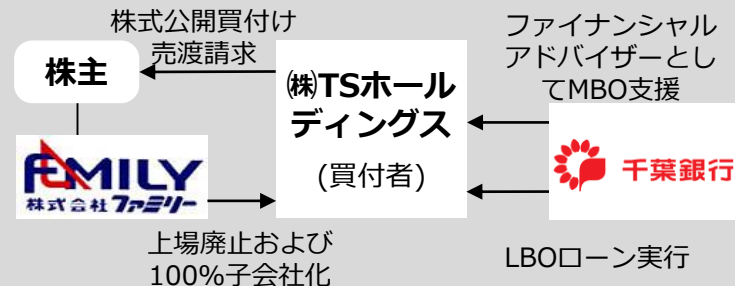 株式公開買付け
売渡請求
株主
㈱TSホール
ディングス
(買付者)
ファイナンシャル
アドバイザーとし
てMBO支援
FAMILY
株式会社ファミリー
千葉銀行
上場廃止および
100%子会社化
LBOローン実行